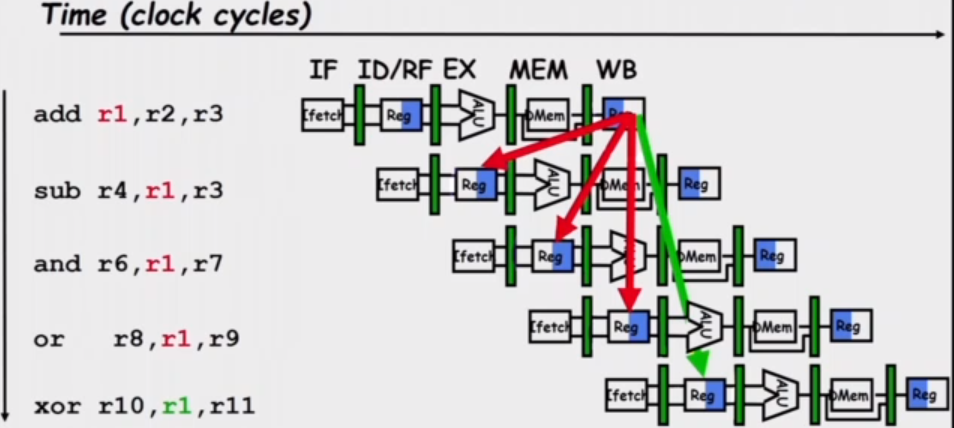 Time (clock cycles)
IF ID/RF EX MEM WB
add r1,r2,r3 Ifetch Reg ALU DMem Reg
sub r4,r1,r3 Ifetch Reg ALU DMem Reg
and r6,r1,r7 Ifetch Reg DMem Reg
or r8,r1,r9 Ifetch Reg ALU DMem Reg
xor r10,r1,r11 Ifetch Reg ALU DMem Reg